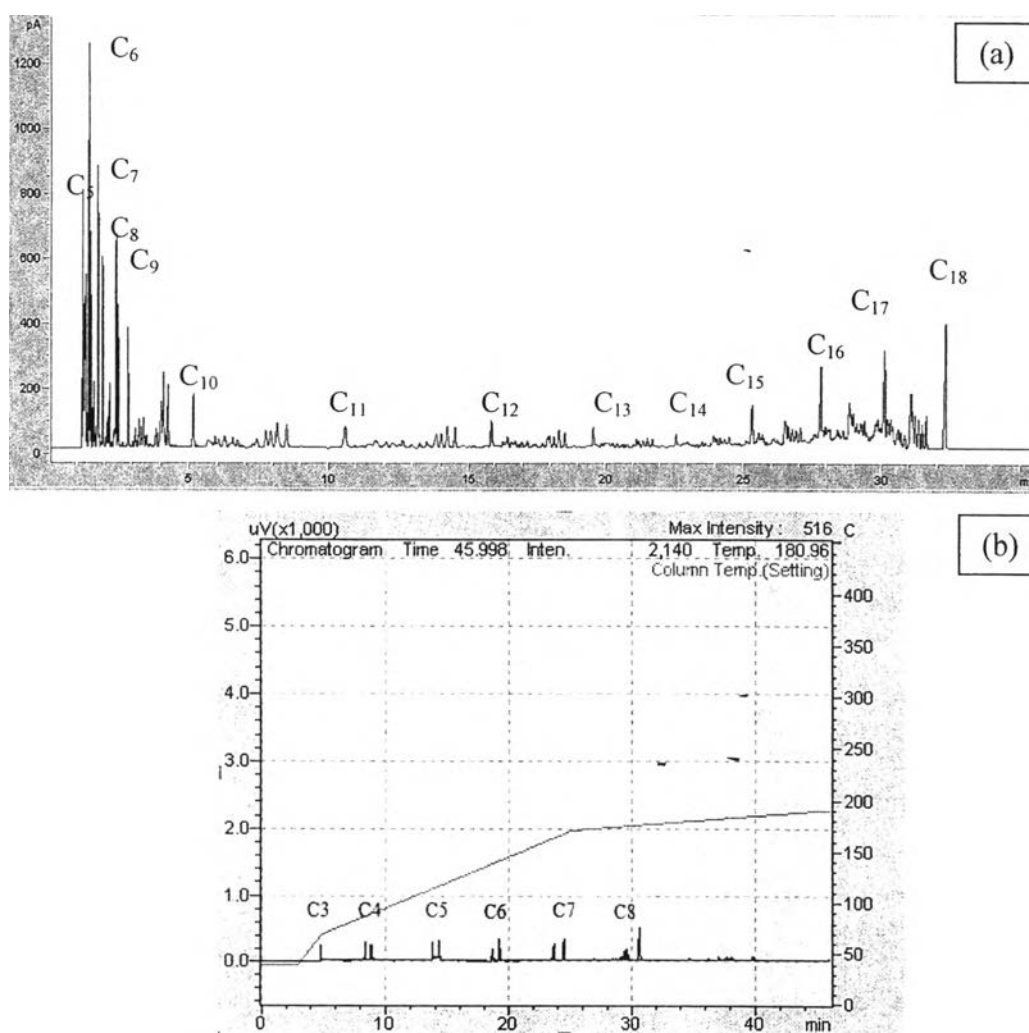 pA
(a)
1200
1000
800
600
400
200
0
C₆
C₇
C₅
C₈
C₉
C₁₀
C₁₁
C₁₂
C₁₃
C₁₄
C₁₅
C₁₆
C₁₇
C₁₈
5
10
15
20
25
30
m
(b)
uV(x1,000)
Max Intensity : 516 C
Chromatogram Time 45.998 Inten. 2,140 Temp. 180.96
Column Temp.(Setting)
6.0
5.0
4.0
3.0
2.0
1.0
0.0
400
350
300
250
200
150
100
50
0
C3
C4
C5
C6
C7
C8
0
10
20
30
40
min